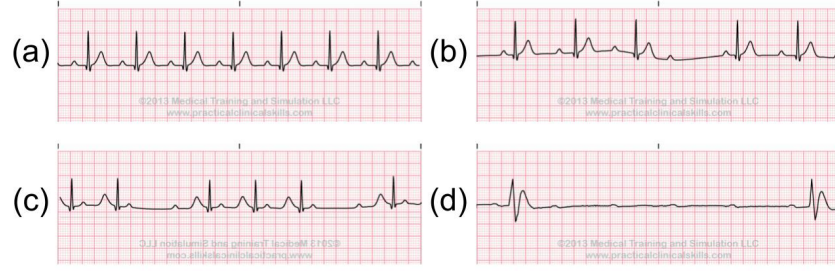 (a)
©2013 Medical Training and Simulation LLC
www.practicalclinicalskills.com
(b)
©2013 Medical Training and Simulation LLC
www.practicalclinicalskills.com
(c)
©2013 Medical Training and Simulation LLC
www.practicalclinicalskills.com
(d)
©2013 Medical Training and Simulation LLC
www.practicalclinicalskills.com